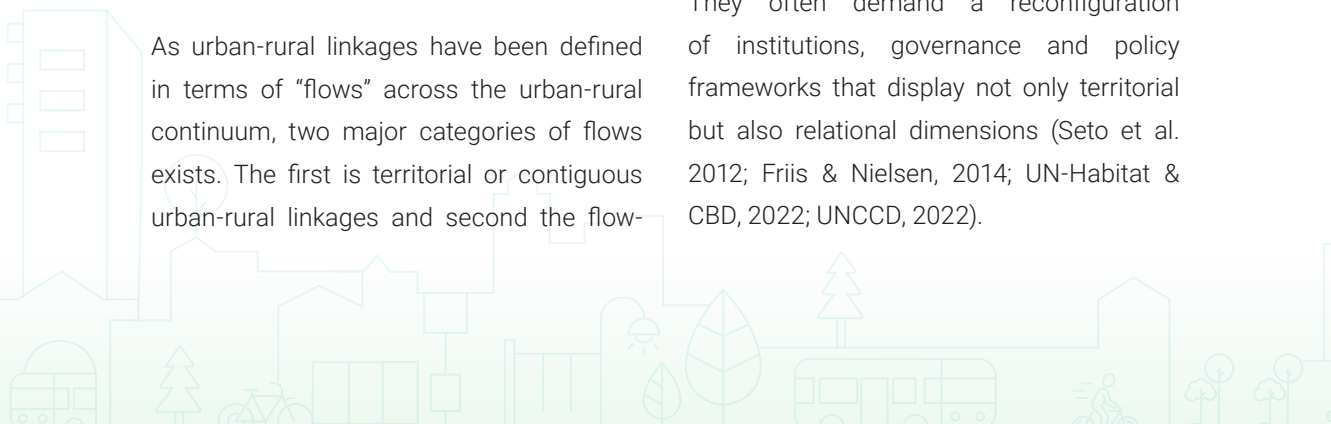 As urban-rural linkages have been defined
in terms of “flows” across the urban-rural
continuum, two major categories of flows
exists. The first is territorial or contiguous
urban-rural linkages and second the flow-
They often demand a reconfiguration
of institutions, governance and policy
frameworks that display not only territorial
but also relational dimensions (Seto et al.
2012; Friis & Nielsen, 2014; UN-Habitat &
CBD, 2022; UNCCD, 2022).